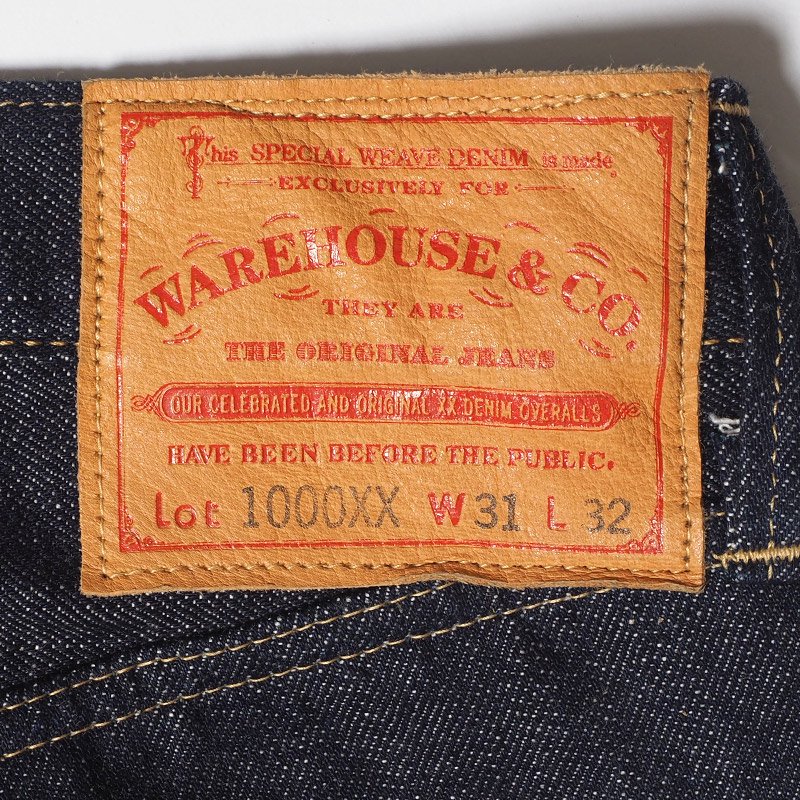 This SPECIAL WEAVE DENIM is made
EXCLUSIVELY FOR
WAREHOUSE & CO.
THEY ARE
THE ORIGINAL JEANS
OUR CELEBRATED AND ORIGINAL XX DENIM OVERALLS
HAVE BEEN BEFORE THE PUBLIC.
Lot 1000XX W 31 L 32